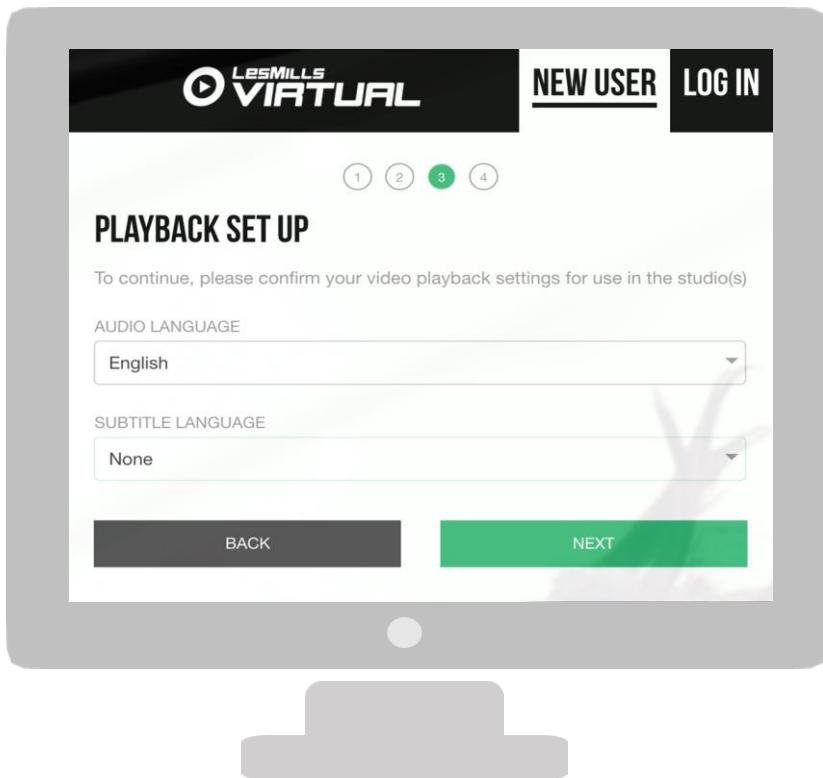 LESMILLS
VIRTUAL
NEW USER
LOG IN
1 2 3 4
PLAYBACK SET UP
To continue, please confirm your video playback settings for use in the studio(s)
AUDIO LANGUAGE
English
SUBTITLE LANGUAGE
None
BACK
NEXT